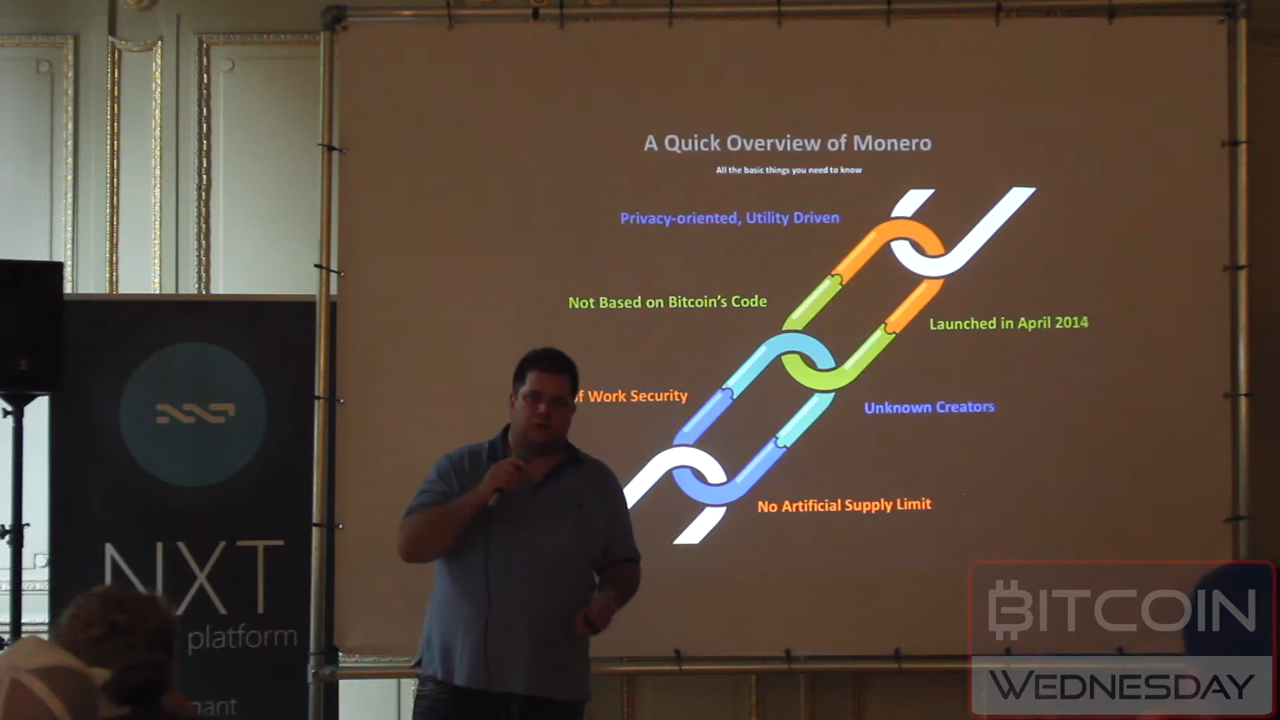 A Quick Overview of Monero
All the basic things you need to know
Privacy-oriented, Utility Driven
Not Based on Bitcoin's Code
Launched in April 2014
of Work Security
Unknown Creators
No Artificial Supply Limit
NXT
platform
BITCOIN
WEDNESDAY